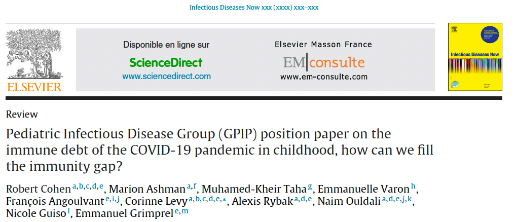 Infectious Diseases Now xxx (xxxx) xxx–xxx
Disponible en ligne sur
ScienceDirect
www.sciencedirect.com
Elsevier Masson France
EM|consulte
www.em-consulte.com
ELSEVIER
Infectious Diseases Now
Review
Pediatric Infectious Disease Group (GPIP) position paper on the
immune debt of the COVID-19 pandemic in childhood, how can we fill
the immunity gap?
Robert Cohen a,b,c,d,e, Marion Ashman a,f, Muhamed-Kheir Taha g, Emmanuelle Varon h,
François Angoulvant e,i,j, Corinne Levy a,b,c,d,e,⁎, Alexis Rybak a,d,e, Naim Ouldali a,d,e,j,k,
Nicole Guiso l, Emmanuel Grimprel e,m